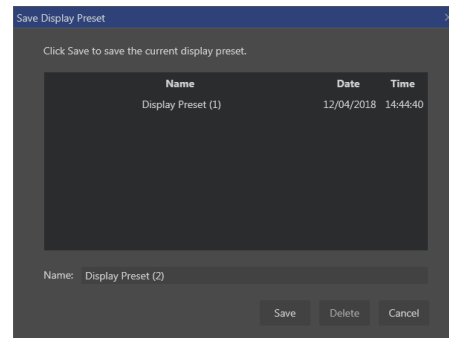 Save Display Preset
Click Save to save the current display preset.
Name Date Time
Display Preset (1) 12/04/2018 14:44:40
Name: Display Preset (2)
Save Delete Cancel